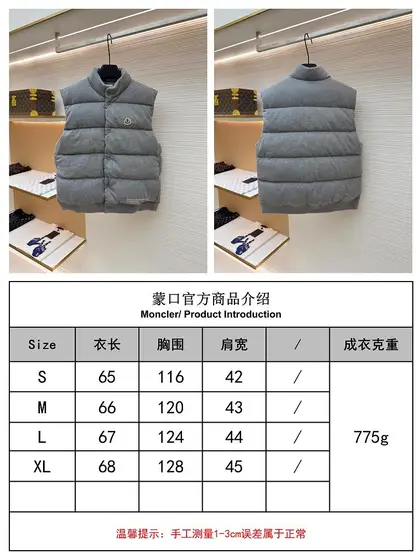 蒙口官方商品介绍
Moncler/ Product Introduction
Size 衣长 胸围 肩宽 / 成衣克重
S 65 116 42 /
M 66 120 43 /
L 67 124 44 / 775g
XL 68 128 45 /
温馨提示: 手工测量1-3cm误差属于正常